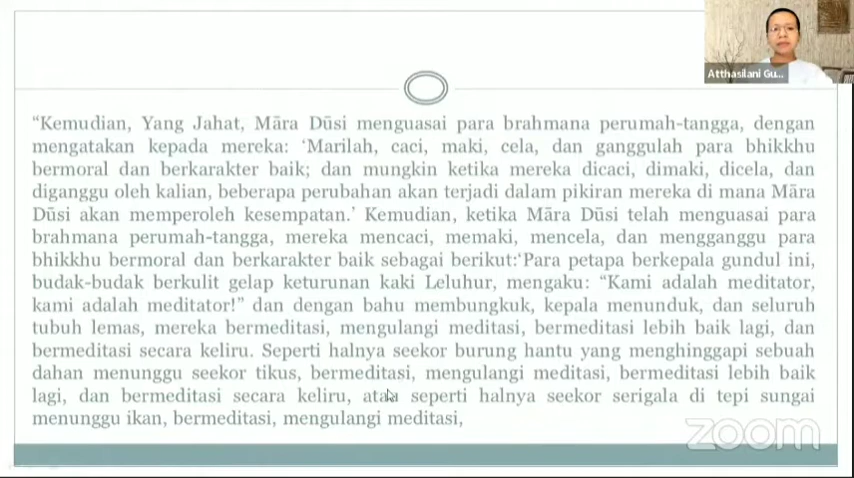 Atthasilani Gu...
“Kemudian, Yang Jahat, Māra Dūsi menguasai para brahmana perumah-tangga, dengan
mengatakan kepada mereka: ‘Marilah, caci, maki, cela, dan ganggulah para bhikkhu
bermoral dan berkarakter baik; dan mungkin ketika mereka dicaci, dimaki, dicela, dan
diganggu oleh kalian, beberapa perubahan akan terjadi dalam pikiran mereka di mana Māra
Dūsi akan memperoleh kesempatan.’ Kemudian, ketika Māra Dūsi telah menguasai para
brahmana perumah-tangga, mereka mencaci, memaki, mencela, dan mengganggu para
bhikkhu bermoral dan berkarakter baik sebagai berikut:‘Para petapa berkepala gundul ini,
budak-budak berkulit gelap keturunan kaki Leluhur, mengaku: “Kami adalah meditator,
kami adalah meditator!” dan dengan bahu membungkuk, kepala menunduk, dan seluruh
tubuh lemas, mereka bermeditasi, mengulangi meditasi, bermeditasi lebih baik lagi, dan
bermeditasi secara keliru. Seperti halnya seekor burung hantu yang menghinggapi sebuah
dahan menunggu seekor tikus, bermeditasi, mengulangi meditasi, bermeditasi lebih baik
lagi, dan bermeditasi secara keliru, atau seperti halnya seekor serigala di tepi sungai
menunggu ikan, bermeditasi, mengulangi meditasi,
zoom